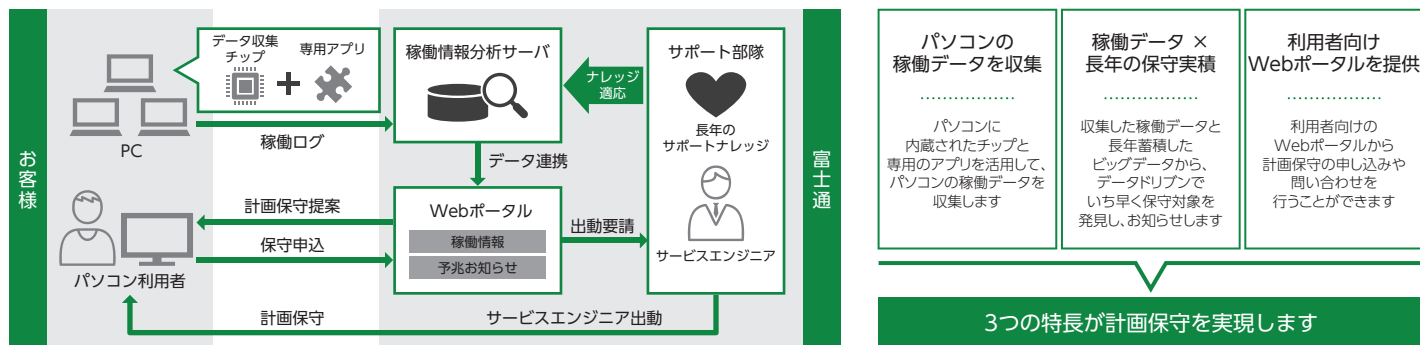 お客様
データ収集
チップ
専用アプリ
PC
稼働ログ
稼働情報分析サーバ
ナレッジ
適応
サポート部隊
長年の
サポートナレッジ
データ連携
計画保守提案
保守申込
パソコン利用者
Webポータル
稼働情報
予兆お知らせ
出動要請
サービスエンジニア
計画保守
サービスエンジニア出動
富士通
パソコンの
稼働データを収集
パソコンに
内蔵されたチップと
専用のアプリを活用して、
パソコンの稼働データを
収集します
稼働データ ×
長年の保守実積
収集した稼働データと
長年蓄積した
ビッグデータから、
データドリブンで
いち早く保守対象を
発見し、お知らせします
利用者向け
Webポータルを提供
利用者向けの
Webポータルから
計画保守の申し込みや
問い合わせを
行うことができます
3つの特長が計画保守を実現します